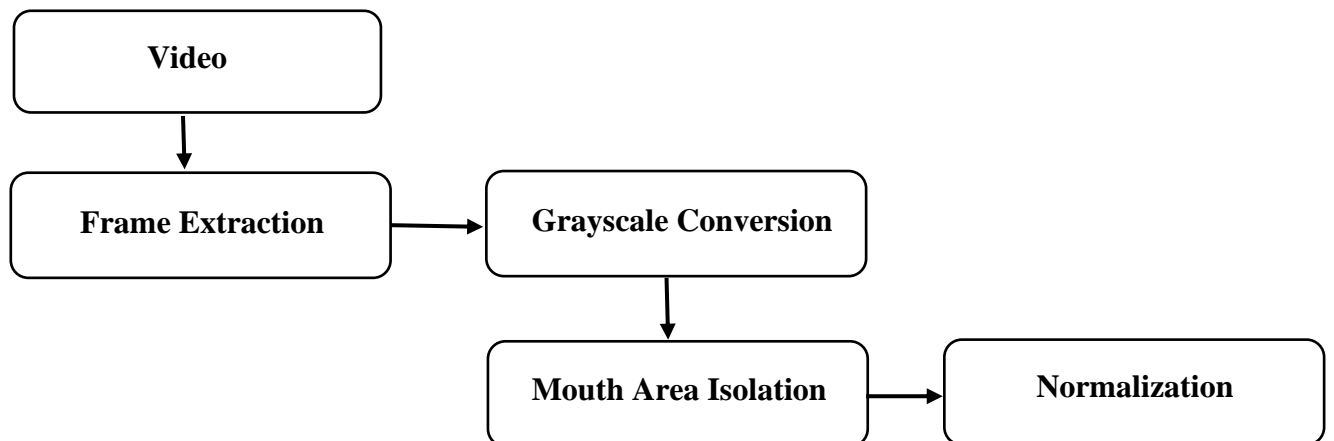 Video
Frame Extraction
Grayscale Conversion
Mouth Area Isolation
Normalization